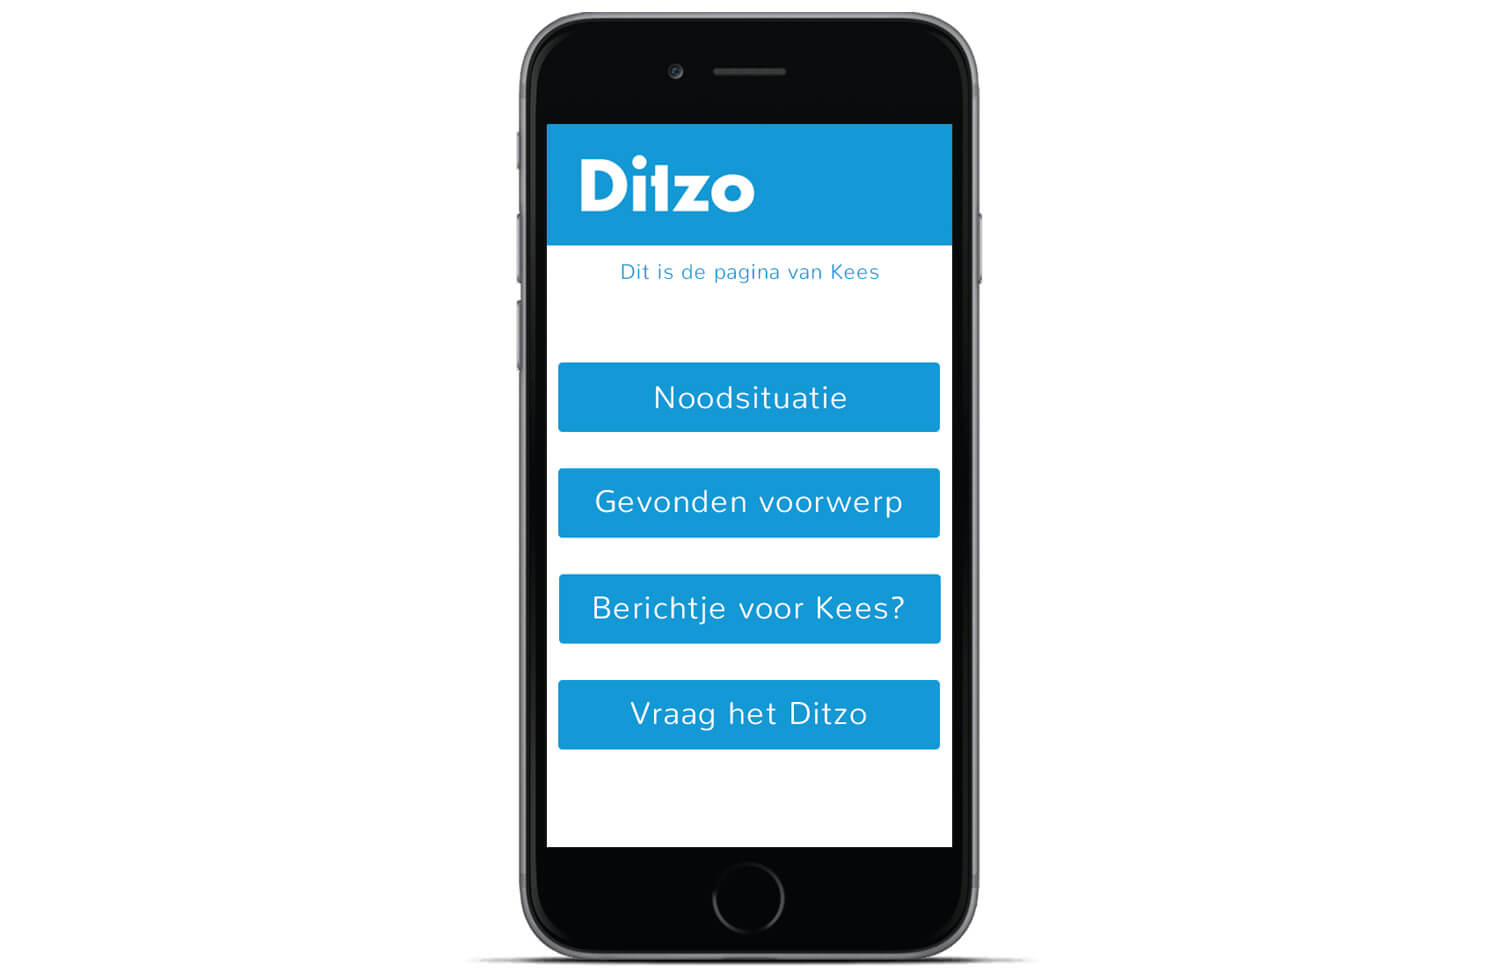 Ditzo
Dit is de pagina van Kees
Noodsituatie
Gevonden voorwerp
Berichtje voor Kees?
Vraag het Ditzo